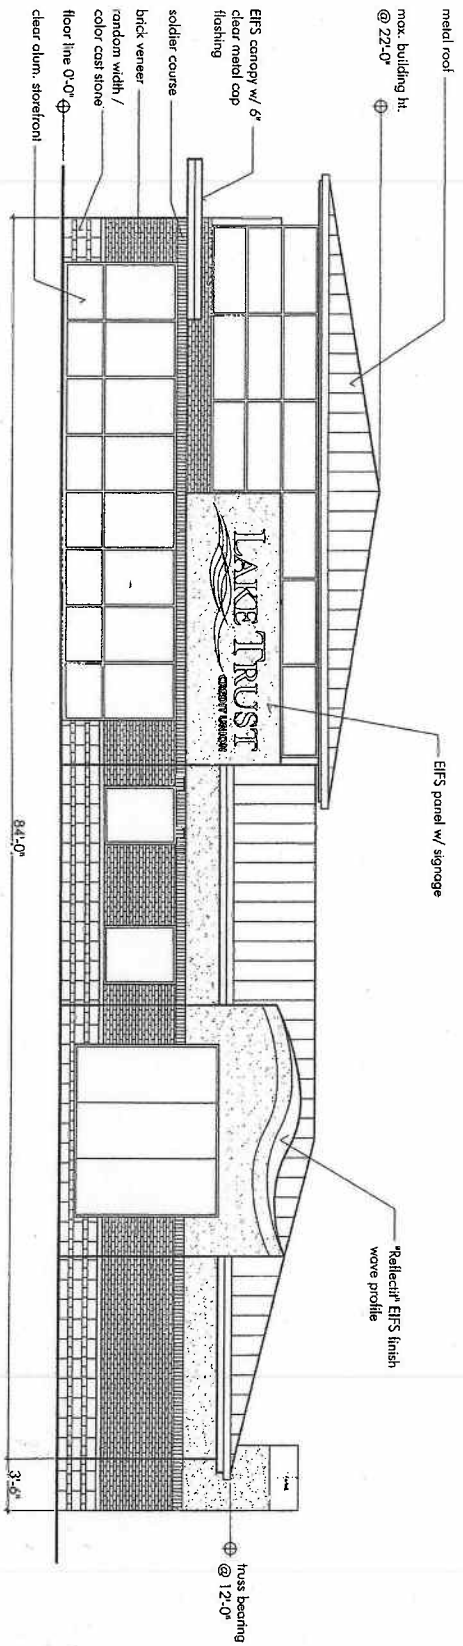 metal roof
max. building ht.
@ 22'-0"
EIFS canopy w/ 6"
clear metal cap
flashing
soldier course
brick veneer
random width /
color cast stone
floor line 0'-0"
clear alum. storefront
LAKE TRUST
CREDIT UNION
EIFS panel w/ signage
"Reflectit" EIFS finish
wave profile
truss bearing
@ 12'-0"
84'-0"
3'-6"